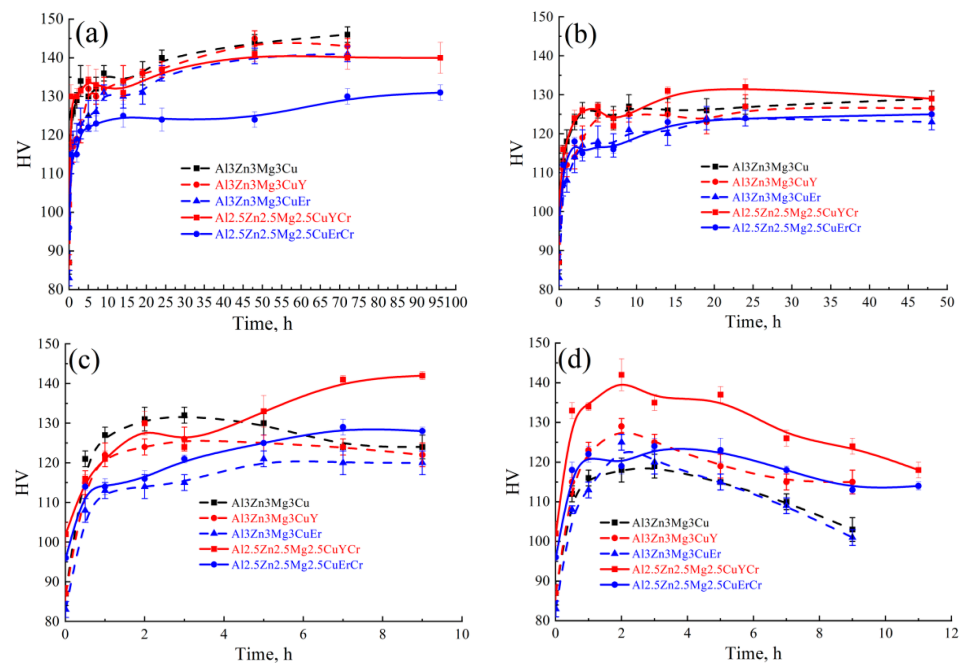 (a)
150
140
130
120
110
100
90
80
HV
Al3Zn3Mg3Cu
Al3Zn3Mg3CuY
Al3Zn3Mg3CuEr
Al2.5Zn2.5Mg2.5CuYCr
Al2.5Zn2.5Mg2.5CuErCr
0 5 10 15 20 25 30 35 40 45 50 55 60 65 70 75 80 85 90 95 100
Time, h
(b)
150
140
130
120
110
100
90
80
HV
Al3Zn3Mg3Cu
Al3Zn3Mg3CuY
Al3Zn3Mg3CuEr
Al2.5Zn2.5Mg2.5CuYCr
Al2.5Zn2.5Mg2.5CuErCr
0 5 10 15 20 25 30 35 40 45 50
Time, h
(c)
150
140
130
120
110
100
90
80
HV
Al3Zn3Mg3Cu
Al3Zn3Mg3CuY
Al3Zn3Mg3CuEr
Al2.5Zn2.5Mg2.5CuYCr
Al2.5Zn2.5Mg2.5CuErCr
0 2 4 6 8 10
Time, h
(d)
150
140
130
120
110
100
90
80
HV
Al3Zn3Mg3Cu
Al3Zn3Mg3CuY
Al3Zn3Mg3CuEr
Al2.5Zn2.5Mg2.5CuYCr
Al2.5Zn2.5Mg2.5CuErCr
0 2 4 6 8 10 12
Time, h